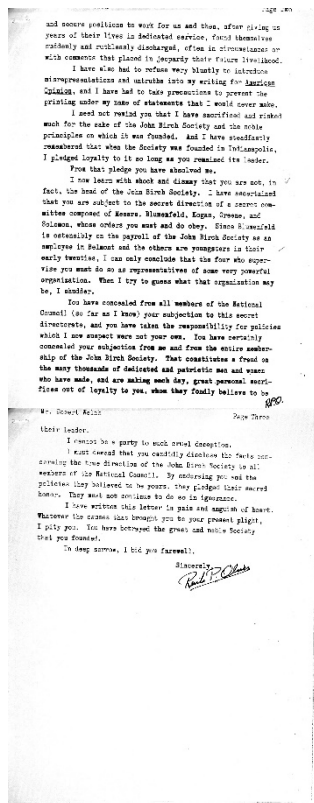 Page Two
and secure positions to work for us and then, after giving us
years of their lives in dedicated service, found themselves
suddenly and ruthlessly discharged, often in circumstances or
with comments that placed in jeopardy their future livelihood.
I have also had to refuse very bluntly to introduce
misrepresentations and untruths into my writing for American
Opinion, and I have had to take precautions to prevent the
printing under my name of statements that I would never make.
I need not remind you that I have sacrificed and risked
much for the sake of the John Birch Society and the noble
principles on which it was founded. And I have steadfastly
remembered that when the Society was founded in Indianapolis,
I pledged loyalty to it so long as you remained its leader.
From that pledge you have absolved me.
I now learn with shock and dismay that you are not, in
fact, the head of the John Birch Society. I have ascertained
that you are subject to the secret direction of a secret com-
mittee composed of Messrs. Blumenfeld, Kogan, Greene, and
Solomon, whose orders you must and do obey. Since Blumenfeld
is ostensibly on the payroll of the John Birch Society as an
employee in Belmont and the others are youngsters in their
early twenties, I can only conclude that the four who super-
vise you must do so as representatives of some very powerful
organization. When I try to guess what that organization may
be, I shudder.
You have concealed from all members of the National
Council (so far as I know) your subjection to this secret
directorate, and you have taken the responsibility for policies
which I now suspect were not your own. You have certainly
concealed your subjection from me and from the entire member-
ship of the John Birch Society. That constitutes a fraud on
the many thousands of dedicated and patriotic men and women
who have made, and are making each day, great personal sacri-
fices out of loyalty to you, whom they fondly believe to be
RPO.
Mr. Robert Welch
Page Three
their leader.
I cannot be a party to such cruel deception.
I must demand that you candidly disclose the facts con-
cerning the true direction of the John Birch Society to all
members of the National Council. By endorsing you and the
policies they believed to be yours, they pledged their sacred
honor. They must not continue to do so in ignorance.
I have written this letter in pain and anguish of heart.
Whatever the causes that brought you to your present plight,
I pity you. You have betrayed the great and noble Society
that you founded.
In deep sorrow, I bid you farewell.
Sincerely,
Revilo P. Oliver